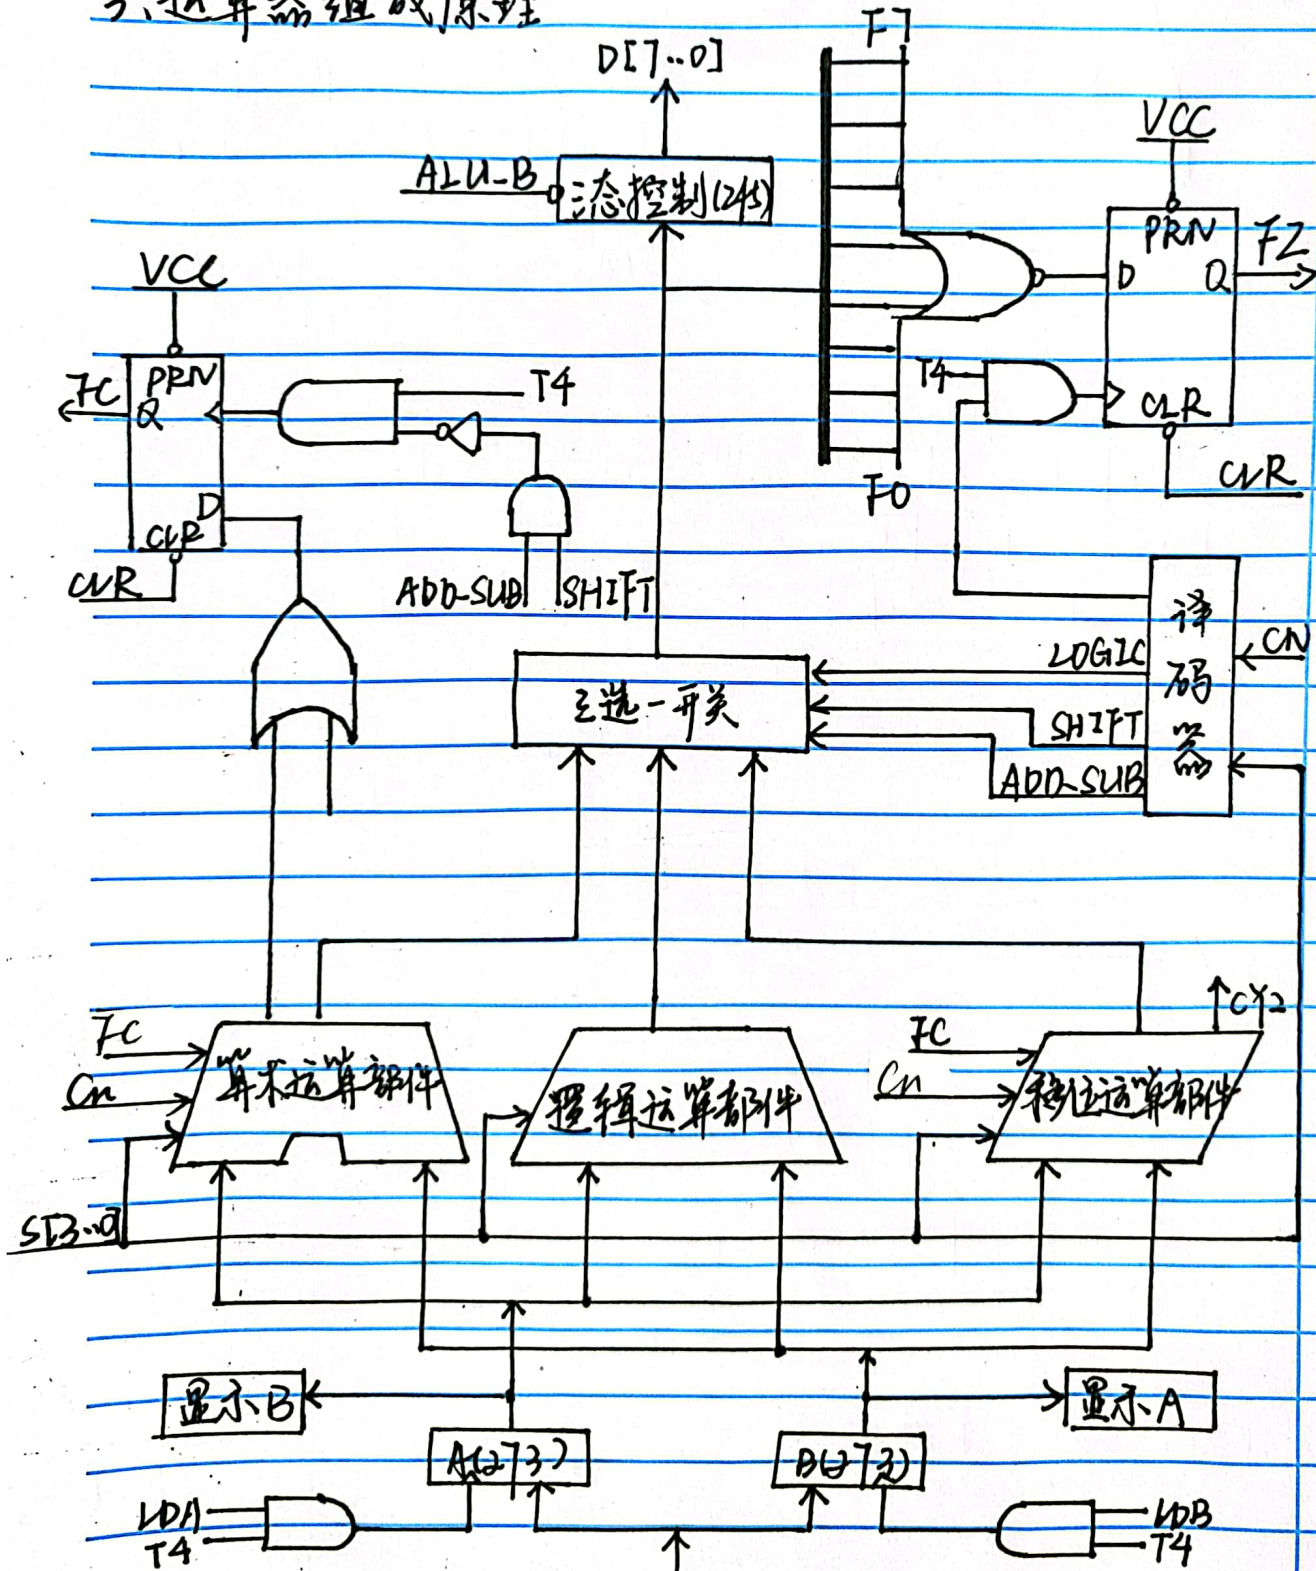 3、运算器组成原理
F7
D[7..0]
VCC
ALU-B
三态控制(245)
PRN
FZ
D
Q
VCC
T4
FC
PRN
Q
T4
CLR
CLR
F0
D
CLR
CLR
ADD-SUB
SHIFT
译码器
CN
LOGIC
三选一开关
SHIFT
ADD-SUB
CY2
FC
FC
Cn
算术运算部件
逻辑运算部件
Cn
移位运算部件
S[3..0]
显示B
显示A
A(273)
B(273)
LDA
T4
LDB
T4